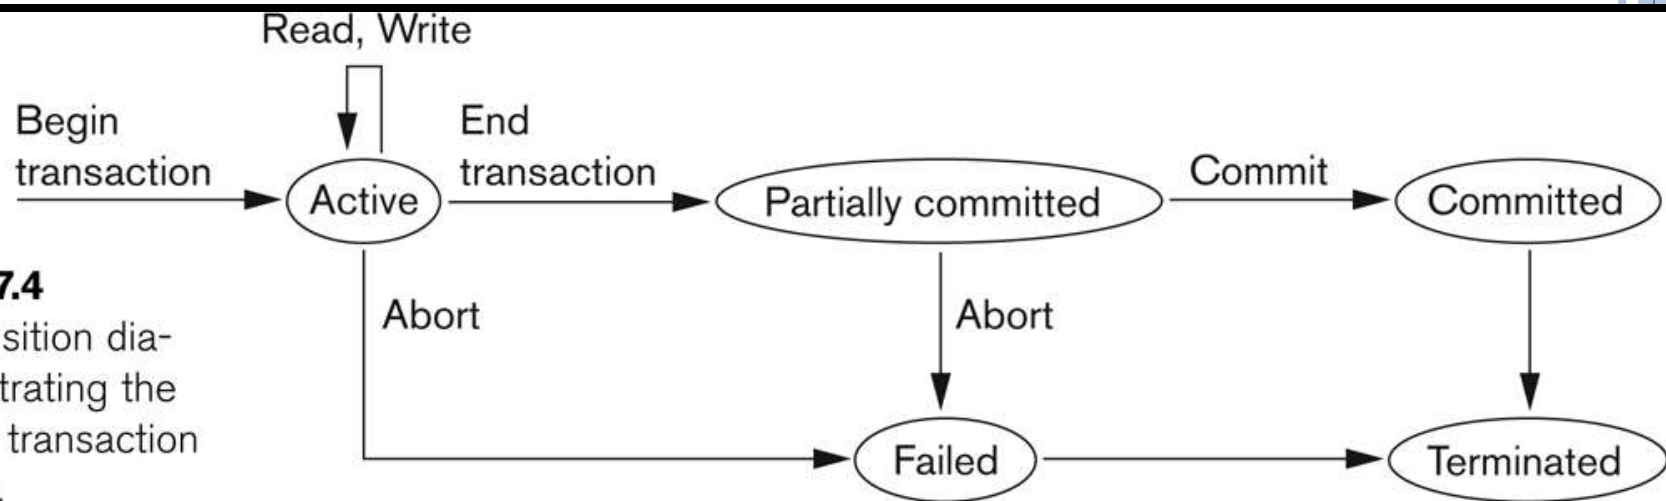 Read, Write
Begin
transaction
End
transaction
Active
Partially committed
Commit
Committed
Abort
Abort
7.4
sition dia-
trating the
transaction
Failed
Terminated